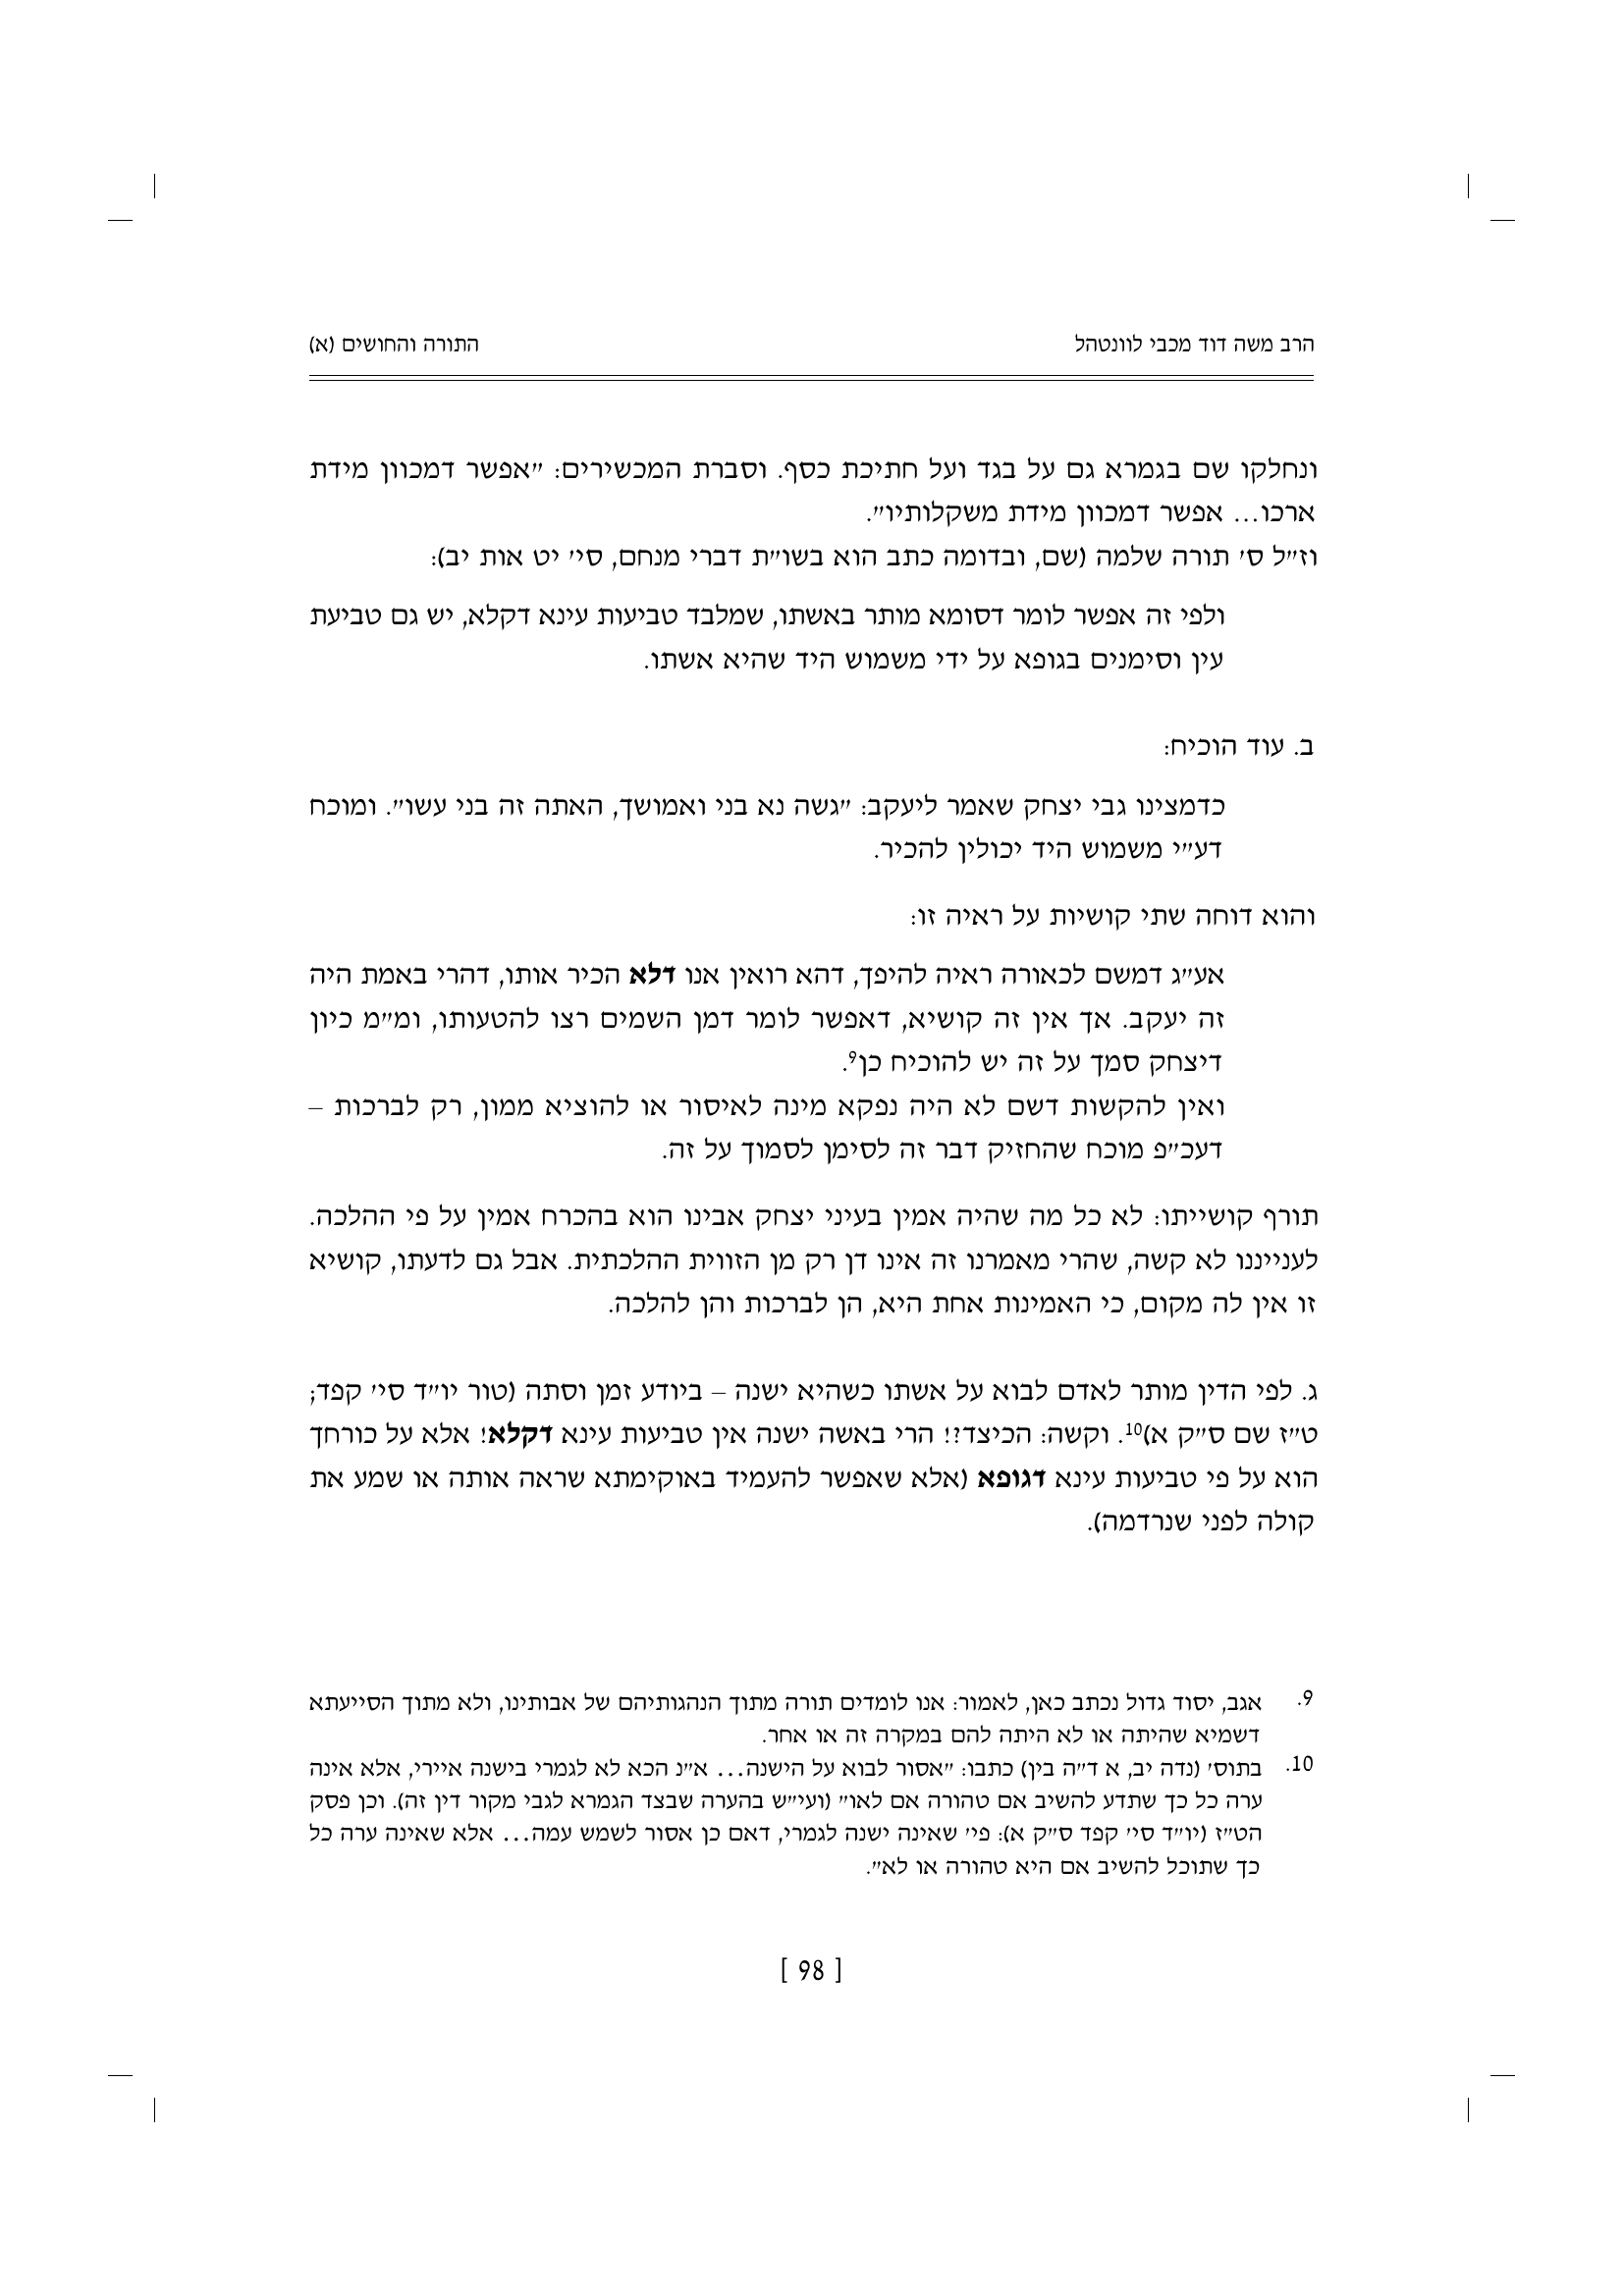 הרב משה דוד מכבי לוונטהל
התורה והחושים (א)
ונחלקו שם בגמרא גם על בגד ועל חתיכת כסף. וסברת המכשירים: "אפשר דמכוון מידת
ארכו... אפשר דמכוון מידת משקלותיו".
וז"ל ס' תורה שלמה (שם, ובדומה כתב הוא בשו"ת דברי מנחם, סי' יט אות יב):
ולפי זה אפשר לומר דסומא מותר באשתו, שמלבד טביעות עינא דקלא, יש גם טביעת
עין וסימנים בגופא על ידי משמוש היד שהיא אשתו.
ב. עוד הוכיח:
כדמצינו גבי יצחק שאמר ליעקב: "גשה נא בני ואמושך, האתה זה בני עשו". ומוכח
דע"י משמוש היד יכולין להכיר.
והוא דוחה שתי קושיות על ראיה זו:
אע"ג דמשם לכאורה ראיה להיפך, דהא רואין אנו דלא הכיר אותו, דהרי באמת היה
זה יעקב. אך אין זה קושיא, דאפשר לומר דמן השמים רצו להטעותו, ומ"מ כיון
דיצחק סמך על זה יש להוכיח כן9.
ואין להקשות דשם לא היה נפקא מינה לאיסור או להוציא ממון, רק לברכות –
דעכ"פ מוכח שהחזיק דבר זה לסימן לסמוך על זה.
תורף קושייתו: לא כל מה שהיה אמין בעיני יצחק אבינו הוא בהכרח אמין על פי ההלכה.
לענייננו לא קשה, שהרי מאמרנו זה אינו דן רק מן הזווית ההלכתית. אבל גם לדעתו, קושיא
זו אין לה מקום, כי האמינות אחת היא, הן לברכות והן להלכה.
ג. לפי הדין מותר לאדם לבוא על אשתו כשהיא ישנה – ביודע זמן וסתה (טור יו"ד סי' קפד;
ט"ז שם ס"ק א)10. וקשה: הכיצד?! הרי באשה ישנה אין טביעות עינא דקלא! אלא על כורחך
הוא על פי טביעות עינא דגופא (אלא שאפשר להעמיד באוקימתא שראה אותה או שמע את
קולה לפני שנרדמה).
9. אגב, יסוד גדול נכתב כאן, לאמור: אנו לומדים תורה מתוך הנהגותיהם של אבותינו, ולא מתוך הסייעתא
דשמיא שהיתה או לא היתה להם במקרה זה או אחר.
10. בתוס' (נדה יב, א ד"ה בין) כתבו: "אסור לבוא על הישנה... א"נ הכא לא לגמרי בישנה איירי, אלא אינה
ערה כל כך שתדע להשיב אם טהורה אם לאו" (ועי"ש בהערה שבצד הגמרא לגבי מקור דין זה). וכן פסק
הט"ז (יו"ד סי' קפד ס"ק א): פי' שאינה ישנה לגמרי, דאם כן אסור לשמש עמה... אלא שאינה ערה כל
כך שתוכל להשיב אם היא טהורה או לא".
[ 98 ]